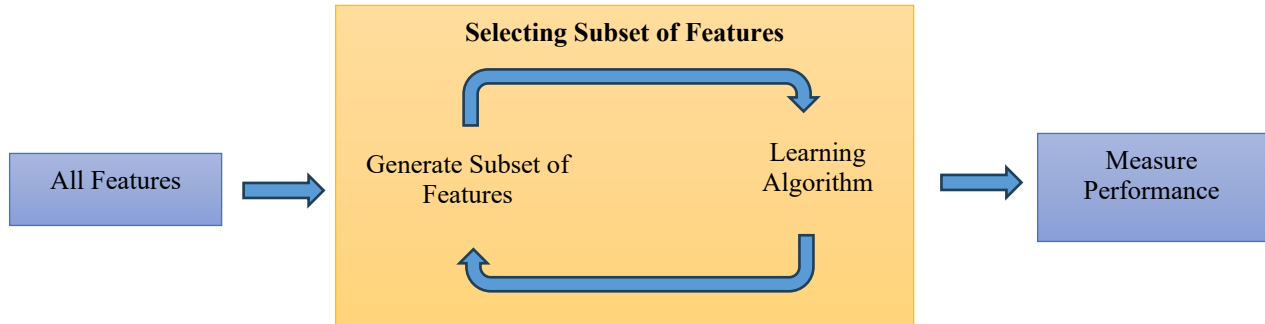 Selecting Subset of Features
All Features
Generate Subset of
Features
Learning
Algorithm
Measure
Performance